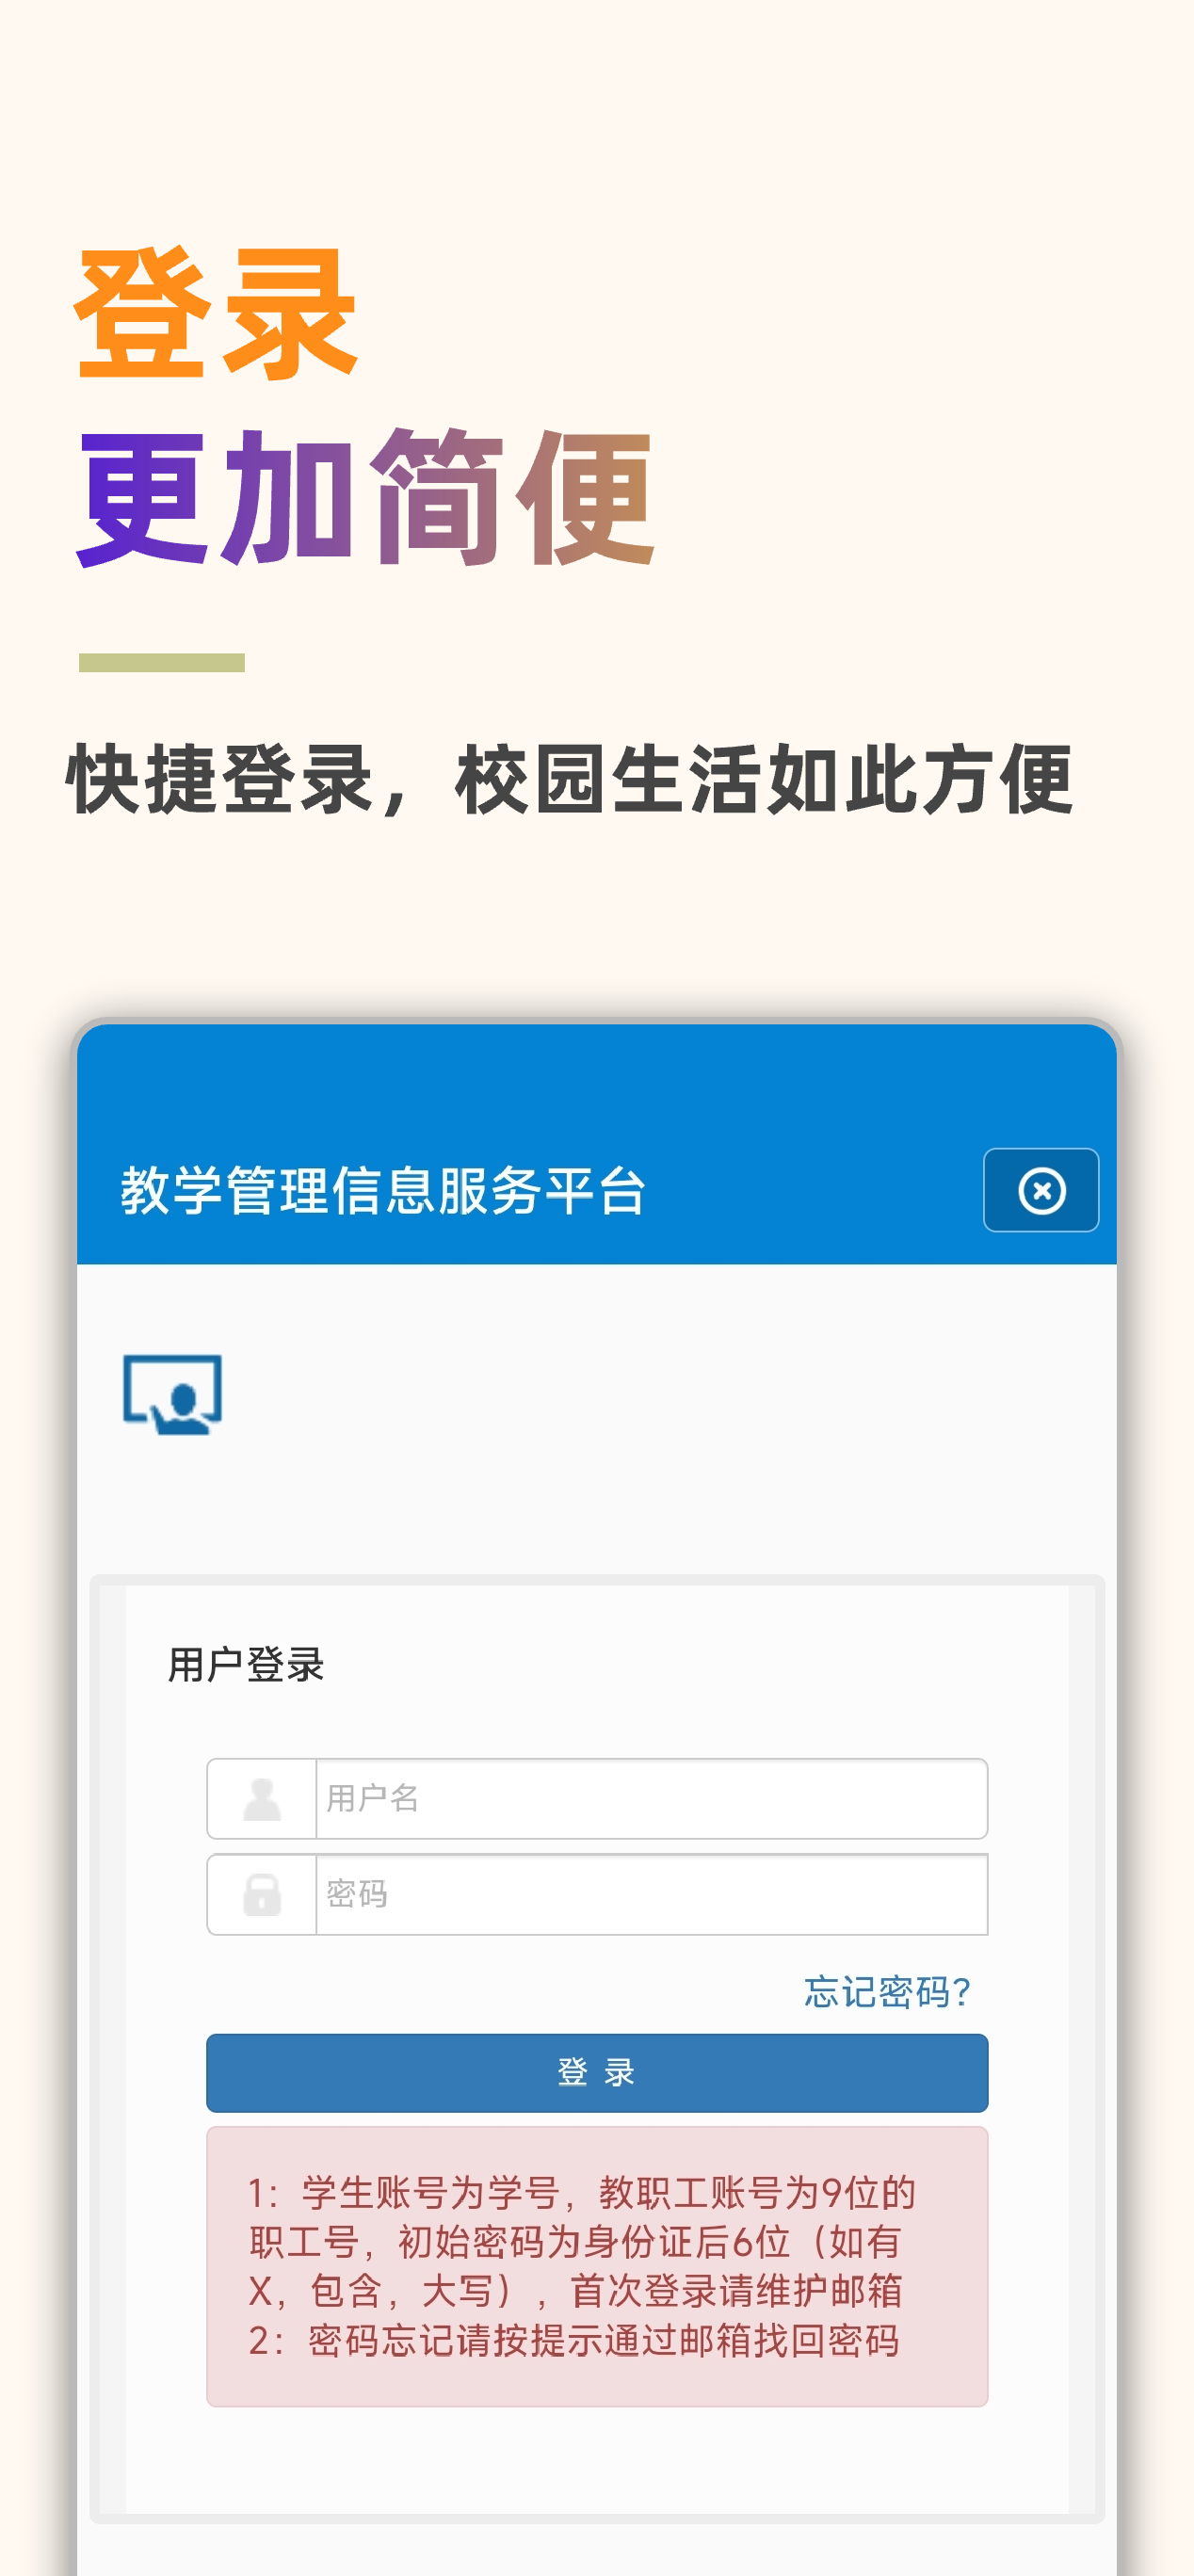 登录
更加简便
快捷登录，校园生活如此方便
教学管理信息服务平台
用户登录
用户名
密码
忘记密码?
登 录
1：学生账号为学号，教职工账号为9位的
职工号，初始密码为身份证后6位（如有
X，包含，大写），首次登录请维护邮箱
2：密码忘记请按提示通过邮箱找回密码